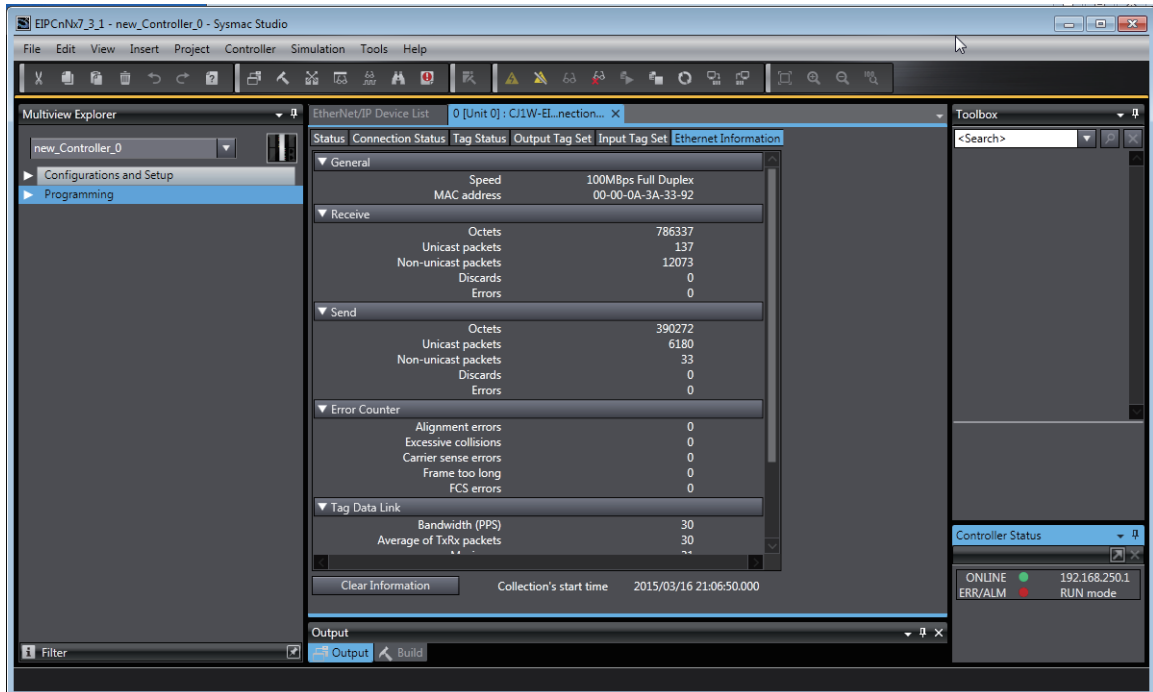 EIPCnNx7_3_1 - new_Controller_0 - Sysmac Studio
File Edit View Insert Project Controller Simulation Tools Help
Multiview Explorer
new_Controller_0
Configurations and Setup
Programming
Filter
EtherNet/IP Device List 0 [Unit 0] : CJ1W-EI...nection...
Status Connection Status Tag Status Output Tag Set Input Tag Set Ethernet Information
General
Speed 100MBps Full Duplex
MAC address 00-00-0A-3A-33-92
Receive
Octets 786337
Unicast packets 137
Non-unicast packets 12073
Discards 0
Errors 0
Send
Octets 390272
Unicast packets 6180
Non-unicast packets 33
Discards 0
Errors 0
Error Counter
Alignment errors 0
Excessive collisions 0
Carrier sense errors 0
Frame too long 0
FCS errors 0
Tag Data Link
Bandwidth (PPS) 30
Average of TxRx packets 30
Clear Information Collection's start time 2015/03/16 21:06:50.000
Output
Output Build
Toolbox
<Search>
Controller Status
ONLINE 192.168.250.1
ERR/ALM RUN mode